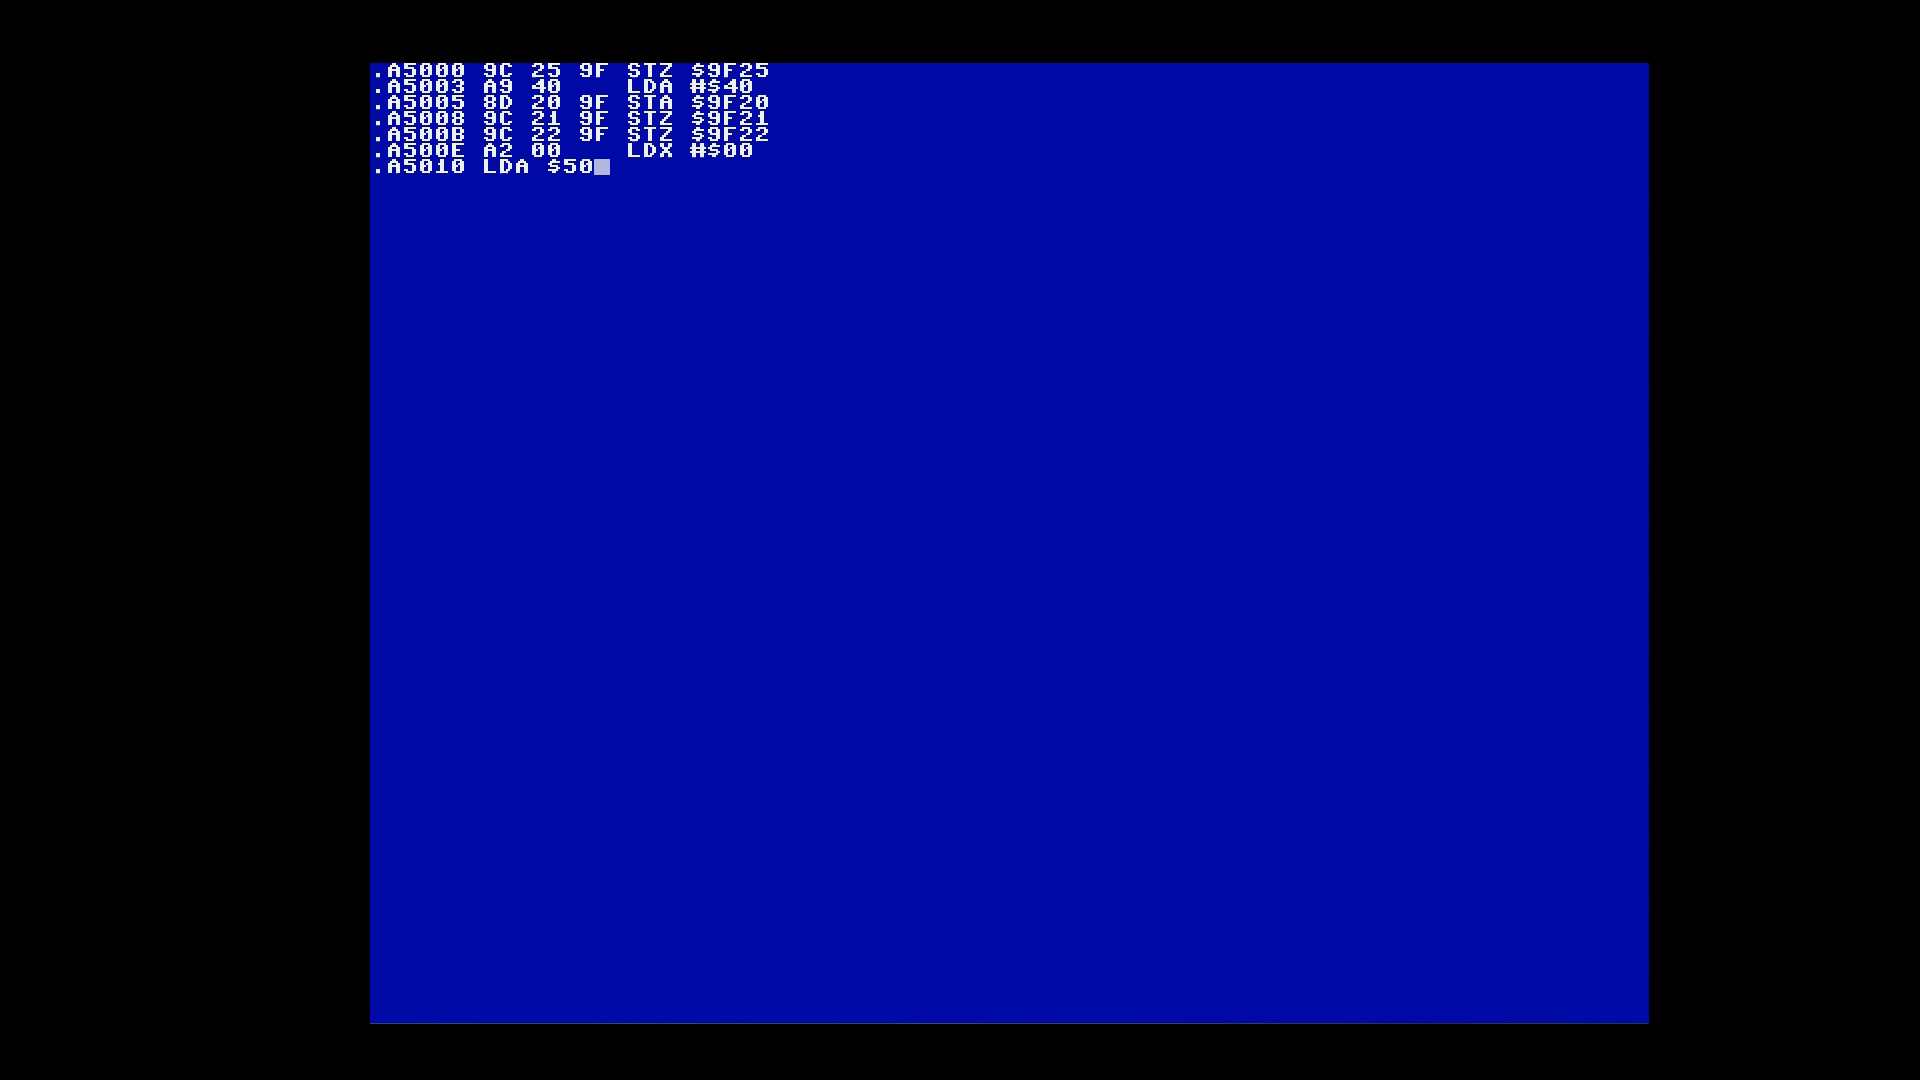 .A5000 9C 25 9F STZ $9F25
.A5003 A9 40    LDA #$40
.A5005 8D 20 9F STA $9F20
.A5008 9C 21 9F STZ $9F21
.A500B 9C 22 9F STZ $9F22
.A500E A2 00    LDX #$00
.A5010 LDA $50